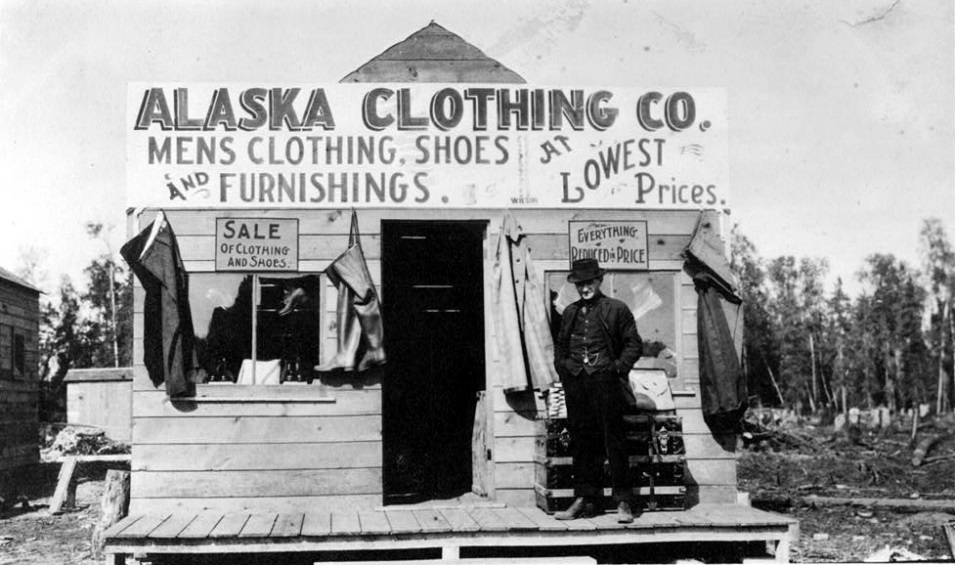 ALASKA CLOTHING CO.
MENS CLOTHING, SHOES AT LOWEST
AND FURNISHINGS. Prices.
SALE
OF CLOTHING
AND SHOES.
EVERYTHING
REDUCED IN PRICE